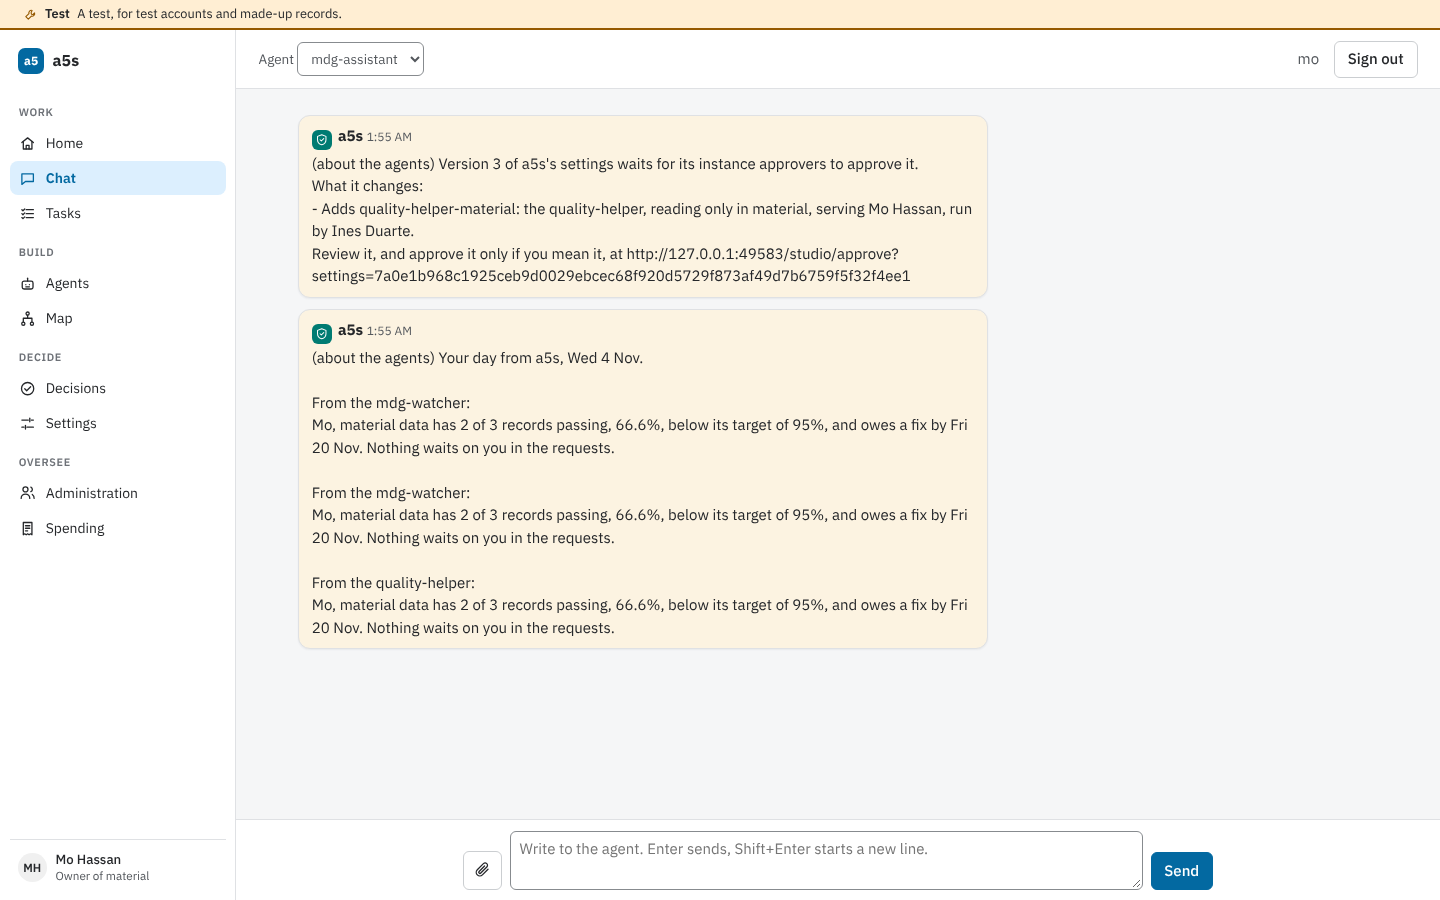 Test A test, for test accounts and made-up records.
a5 a5s
Agent mdg-assistant
mo Sign out
WORK
Home
Chat
Tasks
BUILD
Agents
Map
DECIDE
Decisions
Settings
OVERSEE
Administration
Spending
a5s 1:55 AM
(about the agents) Version 3 of a5s's settings waits for its instance approvers to approve it.
What it changes:
- Adds quality-helper-material: the quality-helper, reading only in material, serving Mo Hassan, run
by Ines Duarte.
Review it, and approve it only if you mean it, at http://127.0.0.1:49583/studio/approve?
settings=7a0e1b968c1925ceb9d0029ebcec68f920d5729f873af49d7b6759f5f32f4ee1
a5s 1:55 AM
(about the agents) Your day from a5s, Wed 4 Nov.
From the mdg-watcher:
Mo, material data has 2 of 3 records passing, 66.6%, below its target of 95%, and owes a fix by Fri
20 Nov. Nothing waits on you in the requests.
From the mdg-watcher:
Mo, material data has 2 of 3 records passing, 66.6%, below its target of 95%, and owes a fix by Fri
20 Nov. Nothing waits on you in the requests.
From the quality-helper:
Mo, material data has 2 of 3 records passing, 66.6%, below its target of 95%, and owes a fix by Fri
20 Nov. Nothing waits on you in the requests.
MH Mo Hassan
Owner of material
Write to the agent. Enter sends, Shift+Enter starts a new line.
Send